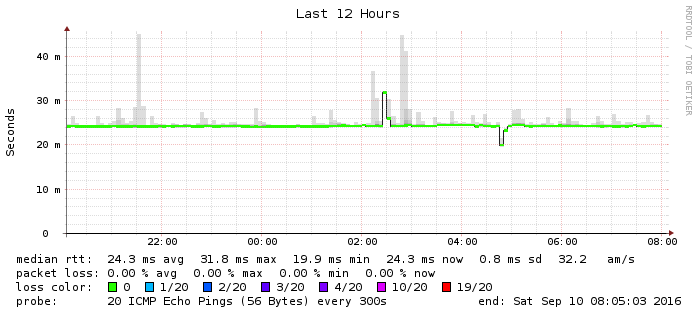 Last 12 Hours
RRDTOOL / TOBI OETIKER
Seconds
40 m
30 m
20 m
10 m
0
22:00 00:00 02:00 04:00 06:00 08:00
median rtt: 24.3 ms avg 31.8 ms max 19.9 ms min 24.3 ms now 0.8 ms sd 32.2 am/s
packet loss: 0.00 % avg 0.00 % max 0.00 % min 0.00 % now
loss color: 0 1/20 2/20 3/20 4/20 10/20 19/20
probe: 20 ICMP Echo Pings (56 Bytes) every 300s end: Sat Sep 10 08:05:03 2016